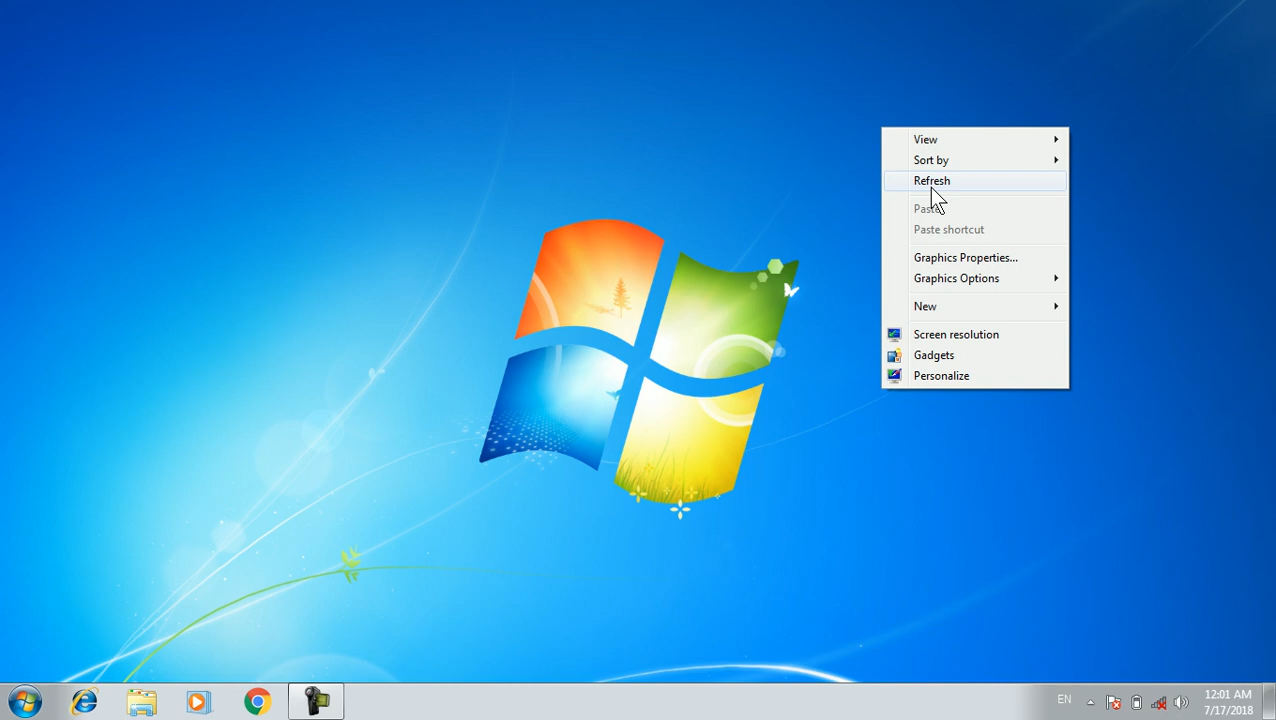 View
Sort by
Refresh
Paste
Paste shortcut
Graphics Properties...
Graphics Options
New
Screen resolution
Gadgets
Personalize
EN
12:01 AM
7/17/2018